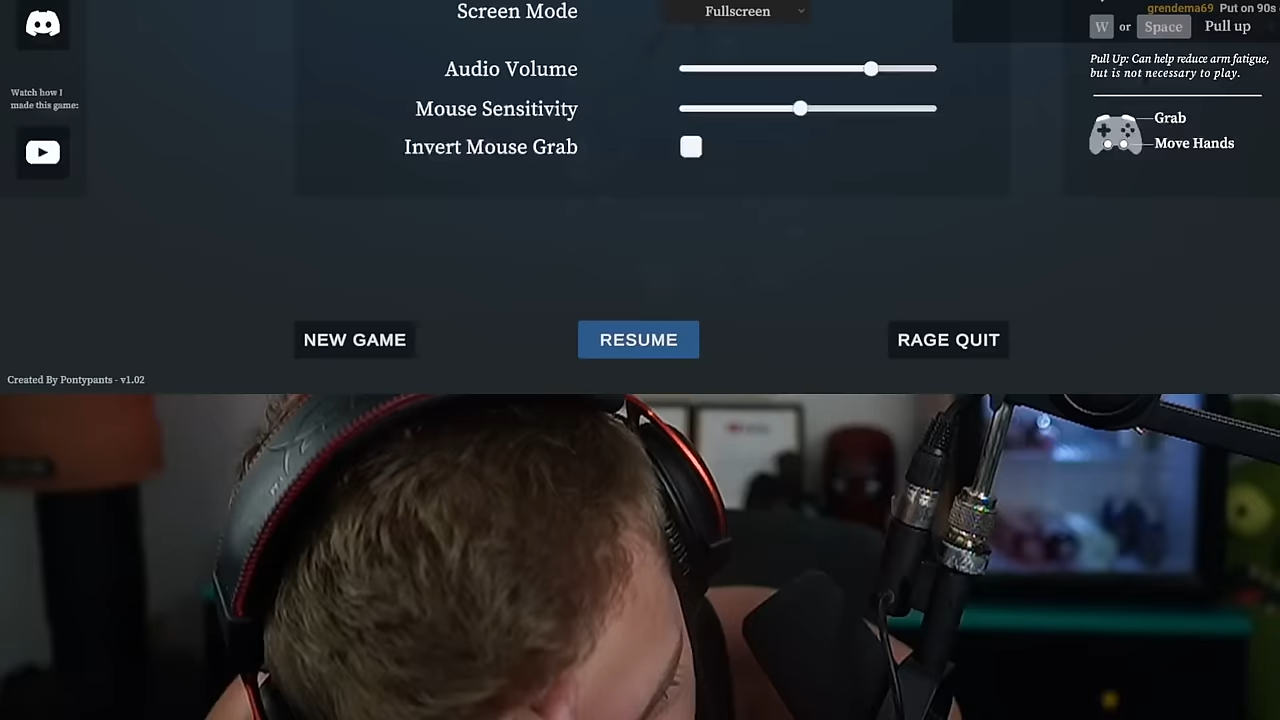 Screen Mode
Fullscreen
grendema69 Put on 90s
W or Space Pull up
Audio Volume
Pull Up: Can help reduce arm fatigue,
but is not necessary to play.
Watch how I
made this game:
Mouse Sensitivity
Grab
Invert Mouse Grab
Move Hands
NEW GAME
RESUME
RAGE QUIT
Created By Pontypants - v1.02